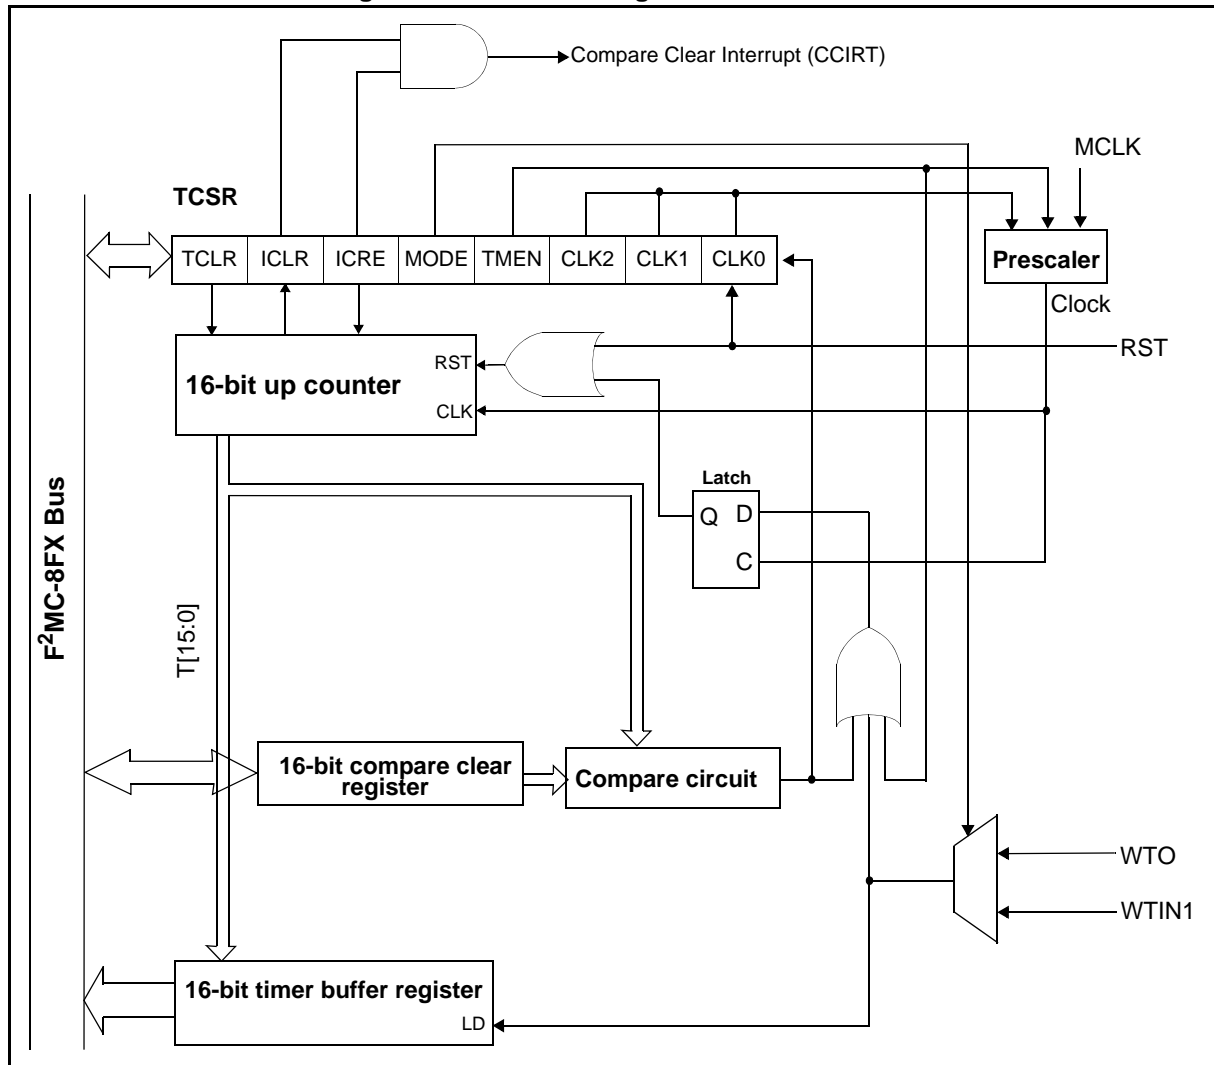 Compare Clear Interrupt (CCIRT)
MCLK
TCSR
TCLR ICLR ICRE MODE TMEN CLK2 CLK1 CLK0
Prescaler
Clock
RST
RST
16-bit up counter
CLK
Latch
Q D
C
F²MC-8FX Bus
T[15:0]
16-bit compare clear
register
Compare circuit
WTO
WTIN1
16-bit timer buffer register
LD